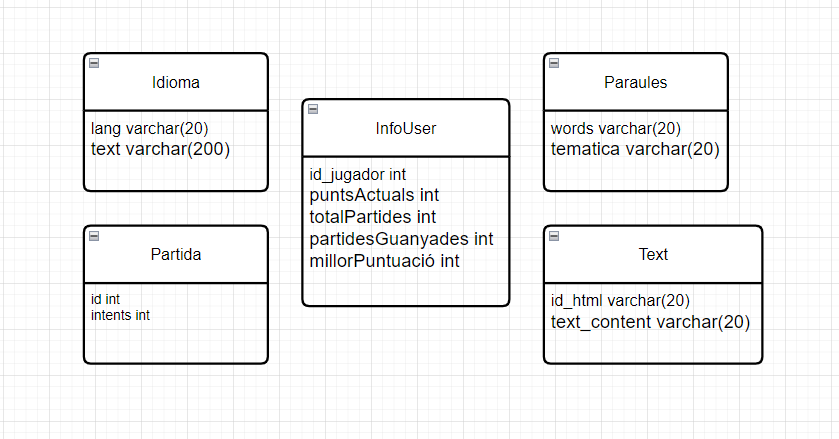 Idioma
lang varchar(20)
text varchar(200)
Partida
id int
intents int
InfoUser
id_jugador int
puntsActuals int
totalPartides int
partidesGuanyades int
millorPuntuació int
Paraules
words varchar(20)
tematica varchar(20)
Text
id_html varchar(20)
text_content varchar(20)